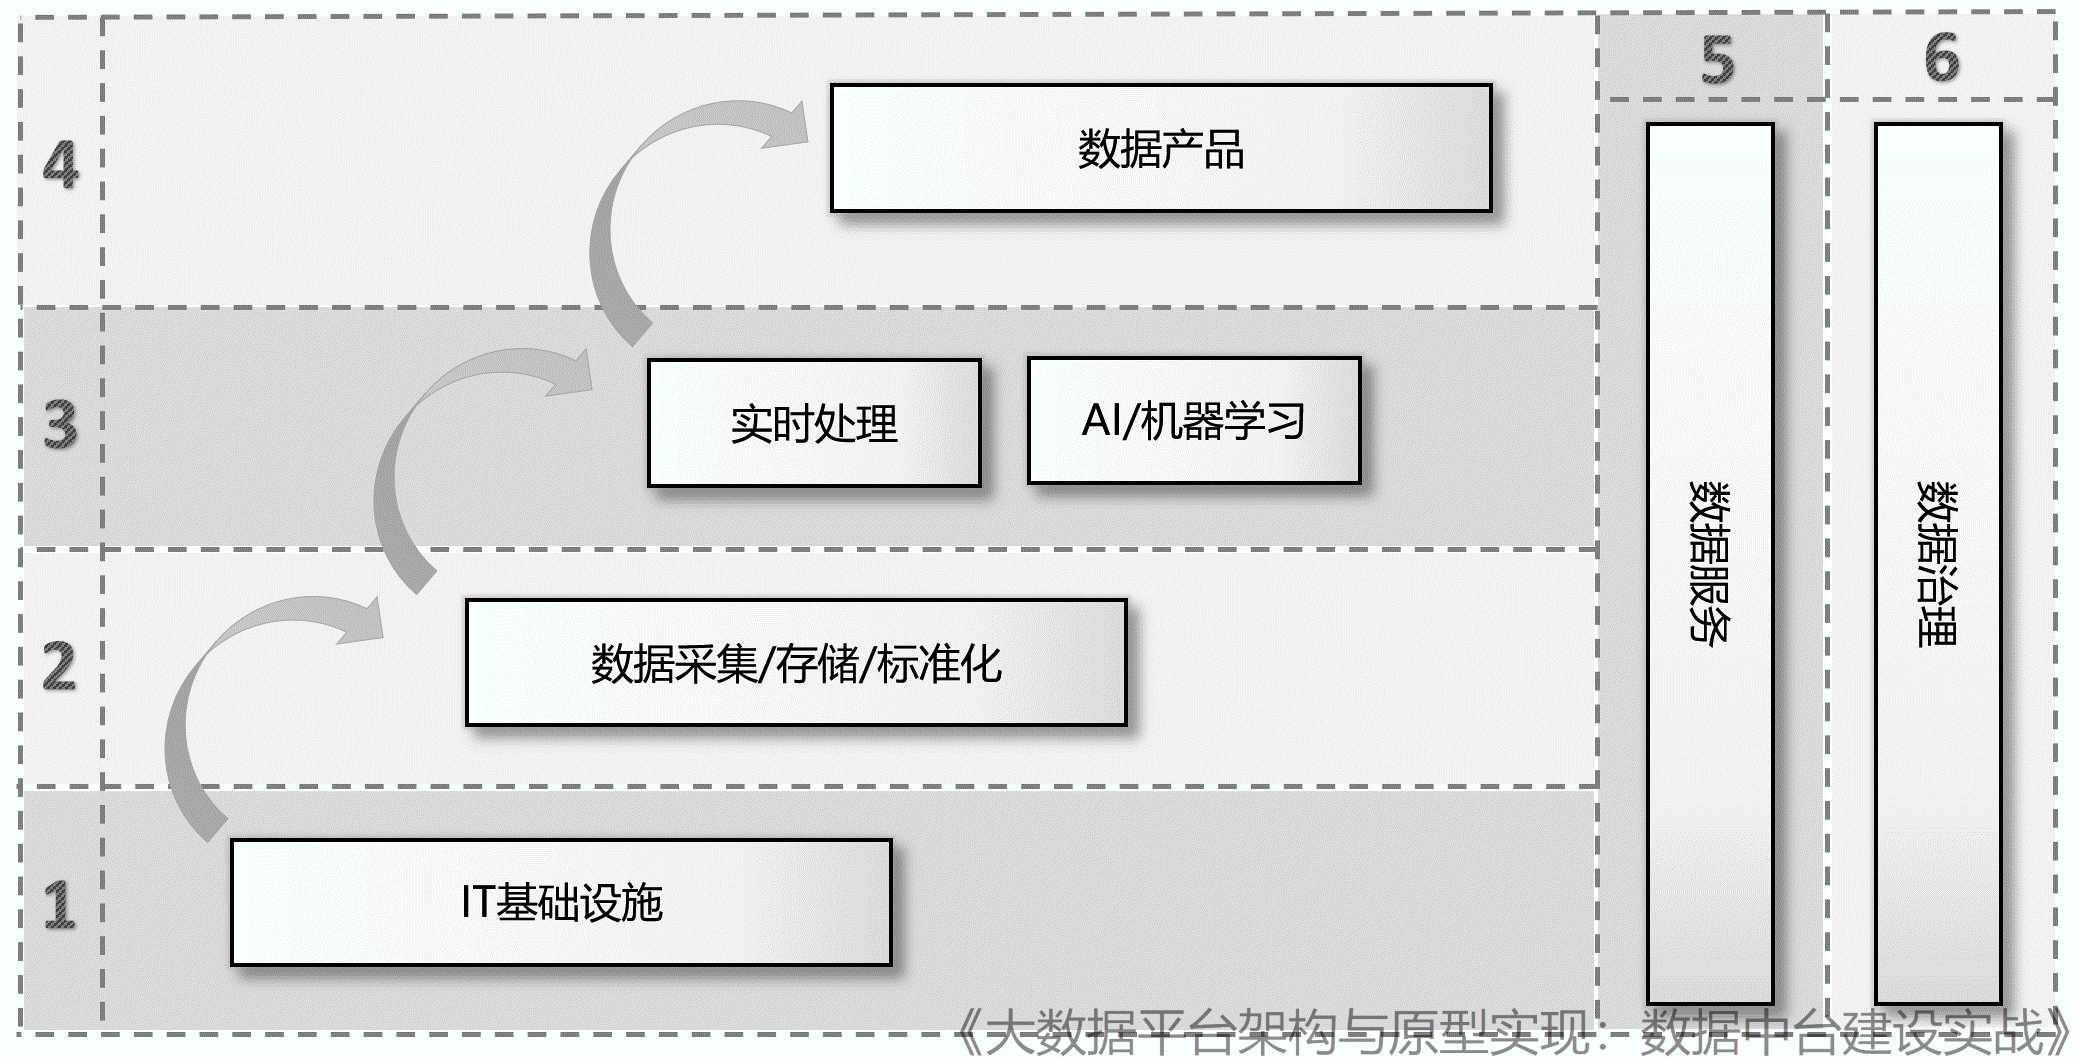 5
6
4
数据产品
3
实时处理
AI/机器学习
数据服务
数据治理
2
数据采集/存储/标准化
1
IT基础设施
《大数据平台架构与原型实现：数据中台建设实战》